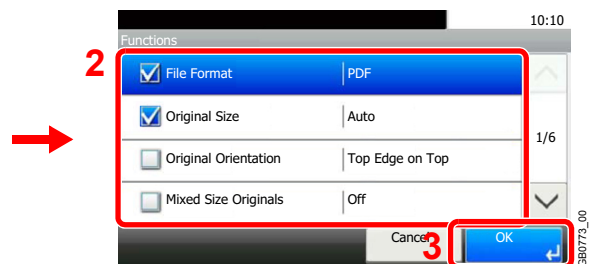 10:10
Functions
2
File Format PDF
Original Size Auto
1/6
Original Orientation Top Edge on Top
Mixed Size Originals Off
Cancel 3 OK
GB0773_00